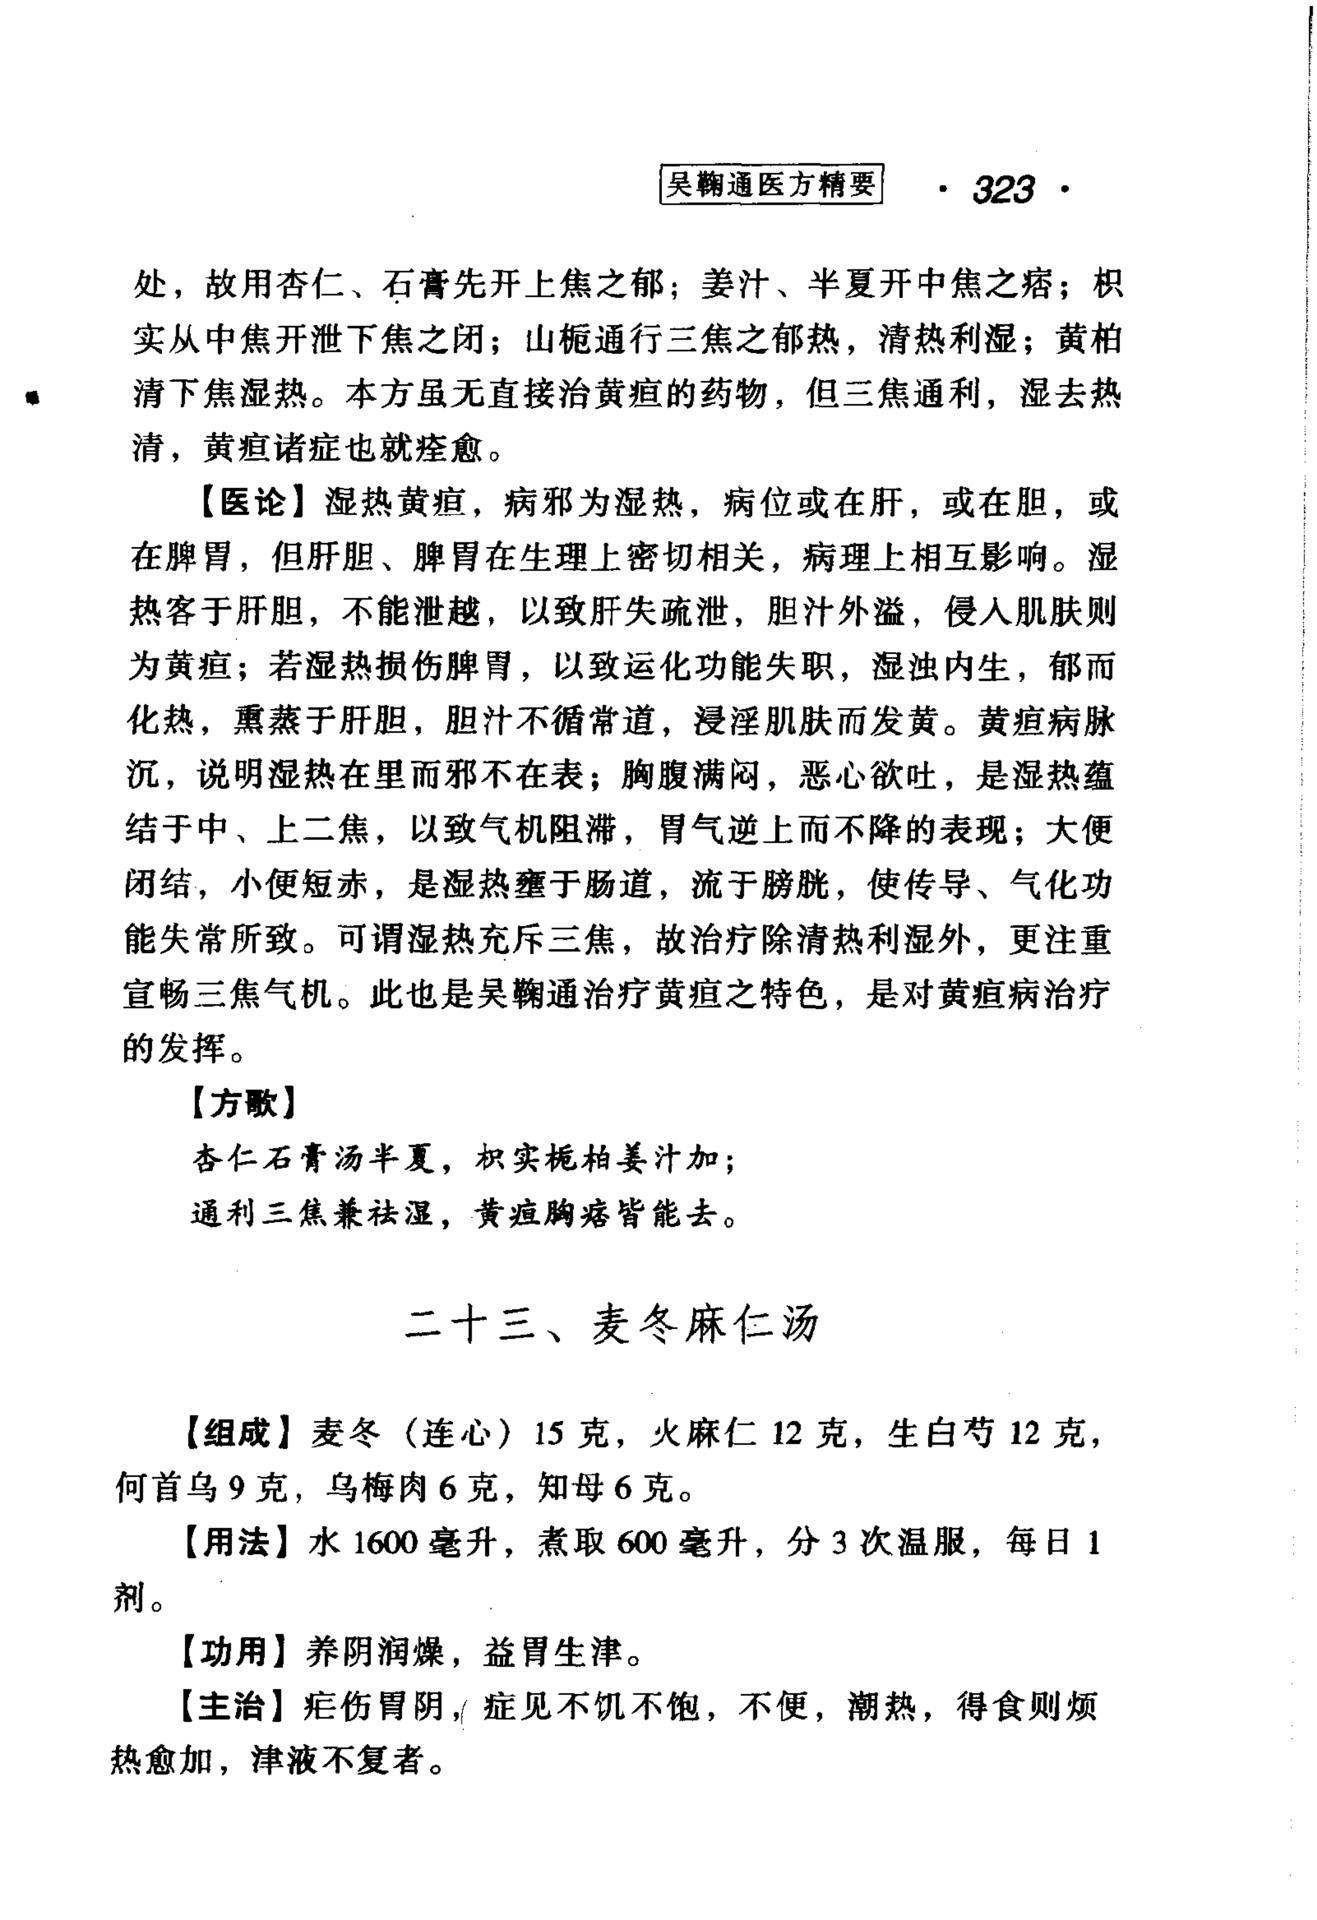 吴鞠通医方精要 · 323 ·
处，故用杏仁、石膏先开上焦之郁；姜汁、半夏开中焦之痞；枳
实从中焦开泄下焦之闭；山栀通行三焦之郁热，清热利湿；黄柏
清下焦湿热。本方虽无直接治黄疸的药物，但三焦通利，湿去热
清，黄疸诸症也就痊愈。
【医论】湿热黄疸，病邪为湿热，病位或在肝，或在胆，或
在脾胃，但肝胆、脾胃在生理上密切相关，病理上相互影响。湿
热客于肝胆，不能泄越，以致肝失疏泄，胆汁外溢，侵入肌肤则
为黄疸；若湿热损伤脾胃，以致运化功能失职，湿浊内生，郁而
化热，熏蒸于肝胆，胆汁不循常道，浸淫肌肤而发黄。黄疸病脉
沉，说明湿热在里而邪不在表；胸腹满闷，恶心欲吐，是湿热蕴
结于中、上二焦，以致气机阻滞，胃气逆上而不降的表现；大便
闭结，小便短赤，是湿热壅于肠道，流于膀胱，使传导、气化功
能失常所致。可谓湿热充斥三焦，故治疗除清热利湿外，更注重
宣畅三焦气机。此也是吴鞠通治疗黄疸之特色，是对黄疸病治疗
的发挥。
【方歌】
杏仁石膏汤半夏，枳实栀柏姜汁加；
通利三焦兼祛湿，黄疸胸痞皆能去。
二十三、麦冬麻仁汤
【组成】麦冬（连心）15 克，火麻仁 12 克，生白芍 12 克，
何首乌 9 克，乌梅肉 6 克，知母 6 克。
【用法】水 1600 毫升，煮取 600 毫升，分 3 次温服，每日 1
剂。
【功用】养阴润燥，益胃生津。
【主治】疟伤胃阴，症见不饥不饱，不便，潮热，得食则烦
热愈加，津液不复者。